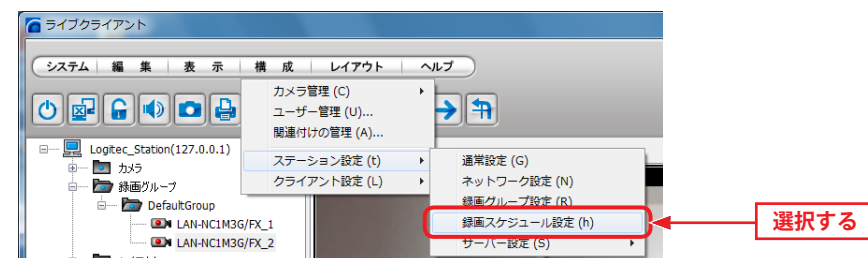 ライブクライアント
システム 編 集 表 示 構 成 レイアウト ヘルプ
カメラ管理 (C)
ユーザー管理 (U)...
関連付けの管理 (A)...
ステーション設定 (t)
クライアント設定 (L)
通常設定 (G)
ネットワーク設定 (N)
録画グループ設定 (R)
録画スケジュール設定 (h)
サーバー設定 (S)
選択する
Logitec_Station(127.0.0.1)
カメラ
録画グループ
DefaultGroup
LAN-NC1M3G/FX_1
LAN-NC1M3G/FX_2